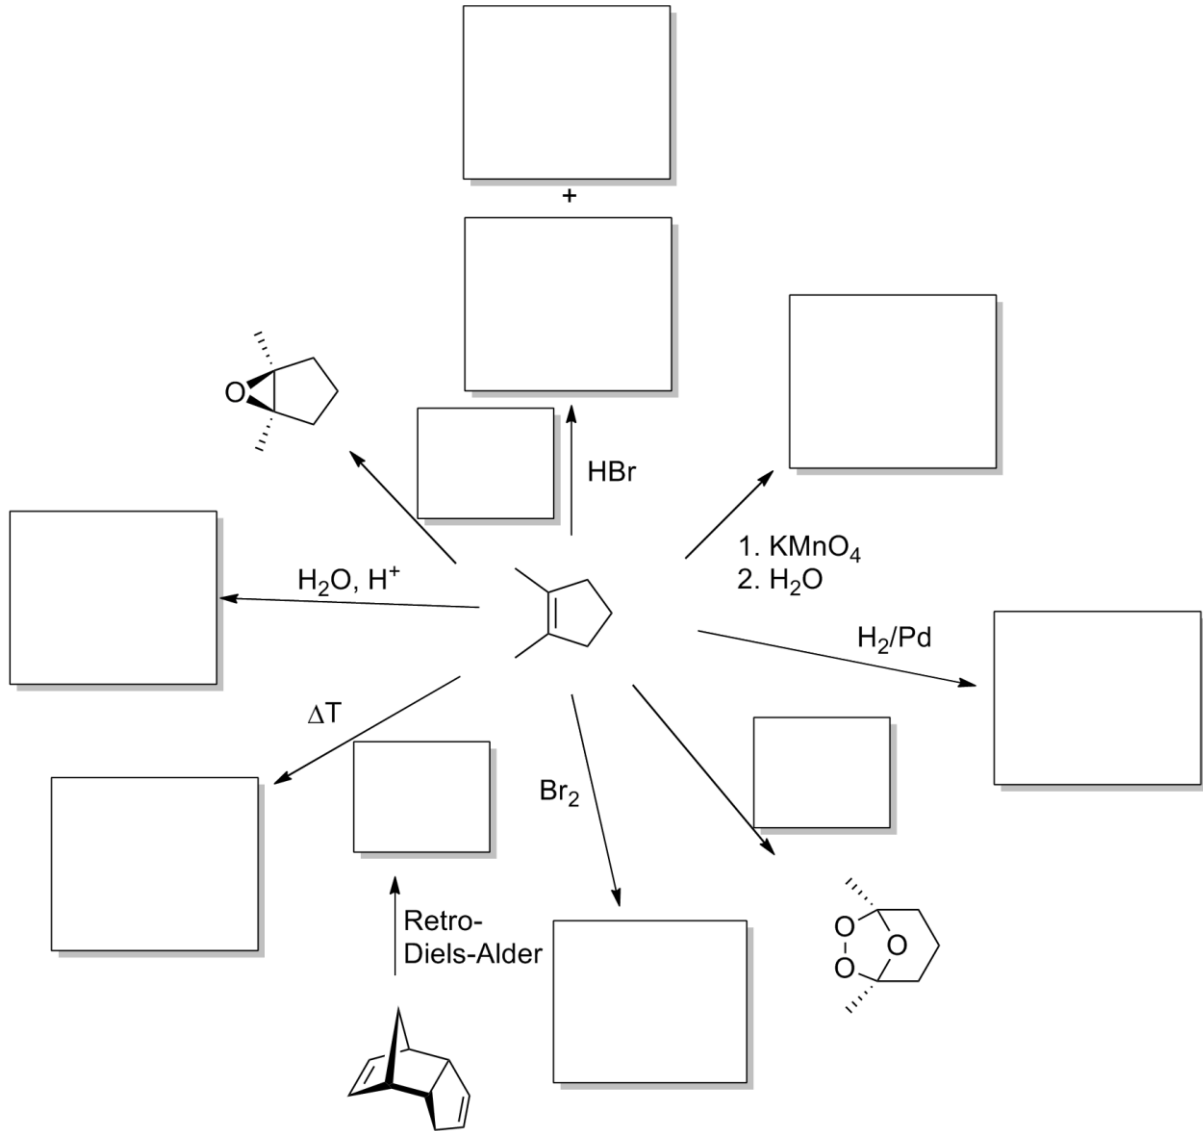 +
HBr
O
1. KMnO₄
2. H₂O
H₂O, H⁺
H₂/Pd
ΔT
Br₂
O
O
O
Retro-
Diels-Alder